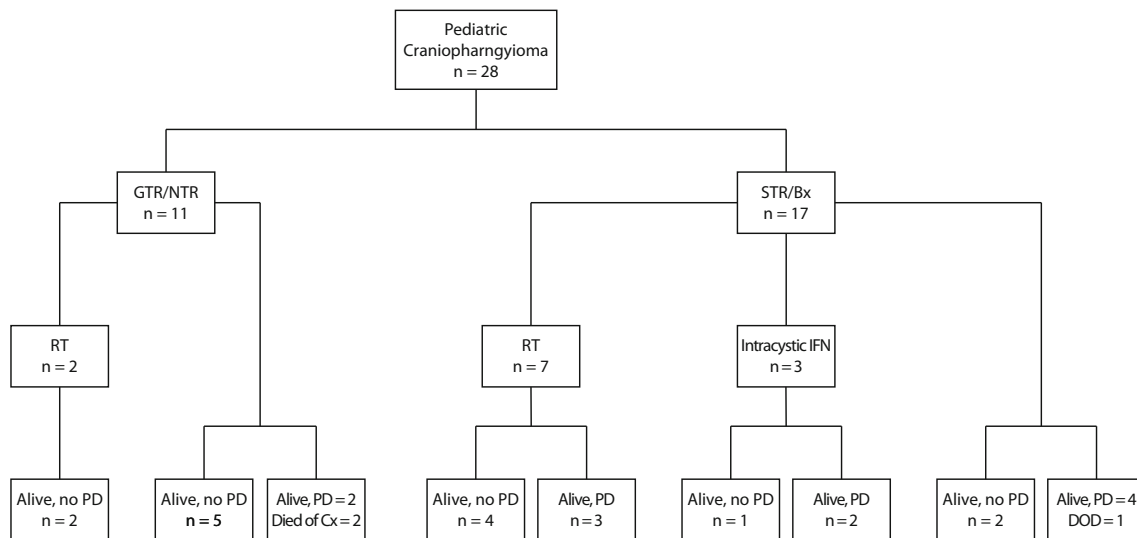 Pediatric
Craniopharngyioma
n = 28
GTR/NTR
n = 11
STR/Bx
n = 17
RT
n = 2
RT
n = 7
Intracystic IFN
n = 3
Alive, no PD
n = 2
Alive, no PD
n = 5
Alive, PD = 2
Died of Cx = 2
Alive, no PD
n = 4
Alive, PD
n = 3
Alive, no PD
n = 1
Alive, PD
n = 2
Alive, no PD
n = 2
Alive, PD = 4
DOD = 1